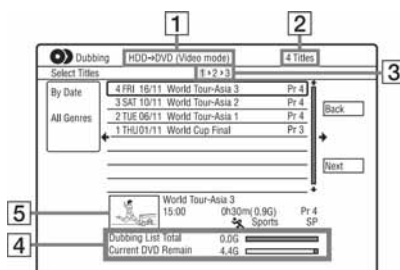 1
2
Dubbing HDD→DVD (Video mode) 4 Titles
Select Titles 1›2›3
3
By Date
All Genres
4 FRI 16/11 World Tour-Asia 3 Pr 4
3 SAT 10/11 World Tour-Asia 2 Pr 4
2 TUE 06/11 World Tour-Asia 1 Pr 4
1 THU 01/11 World Cup Final Pr 3
Back
Next
5
World Tour-Asia 3
15:00 0h30m(0.9G) Pr 4
Sports SP
4
Dubbing List Total 0.0G
Current DVD Remain 4.4G